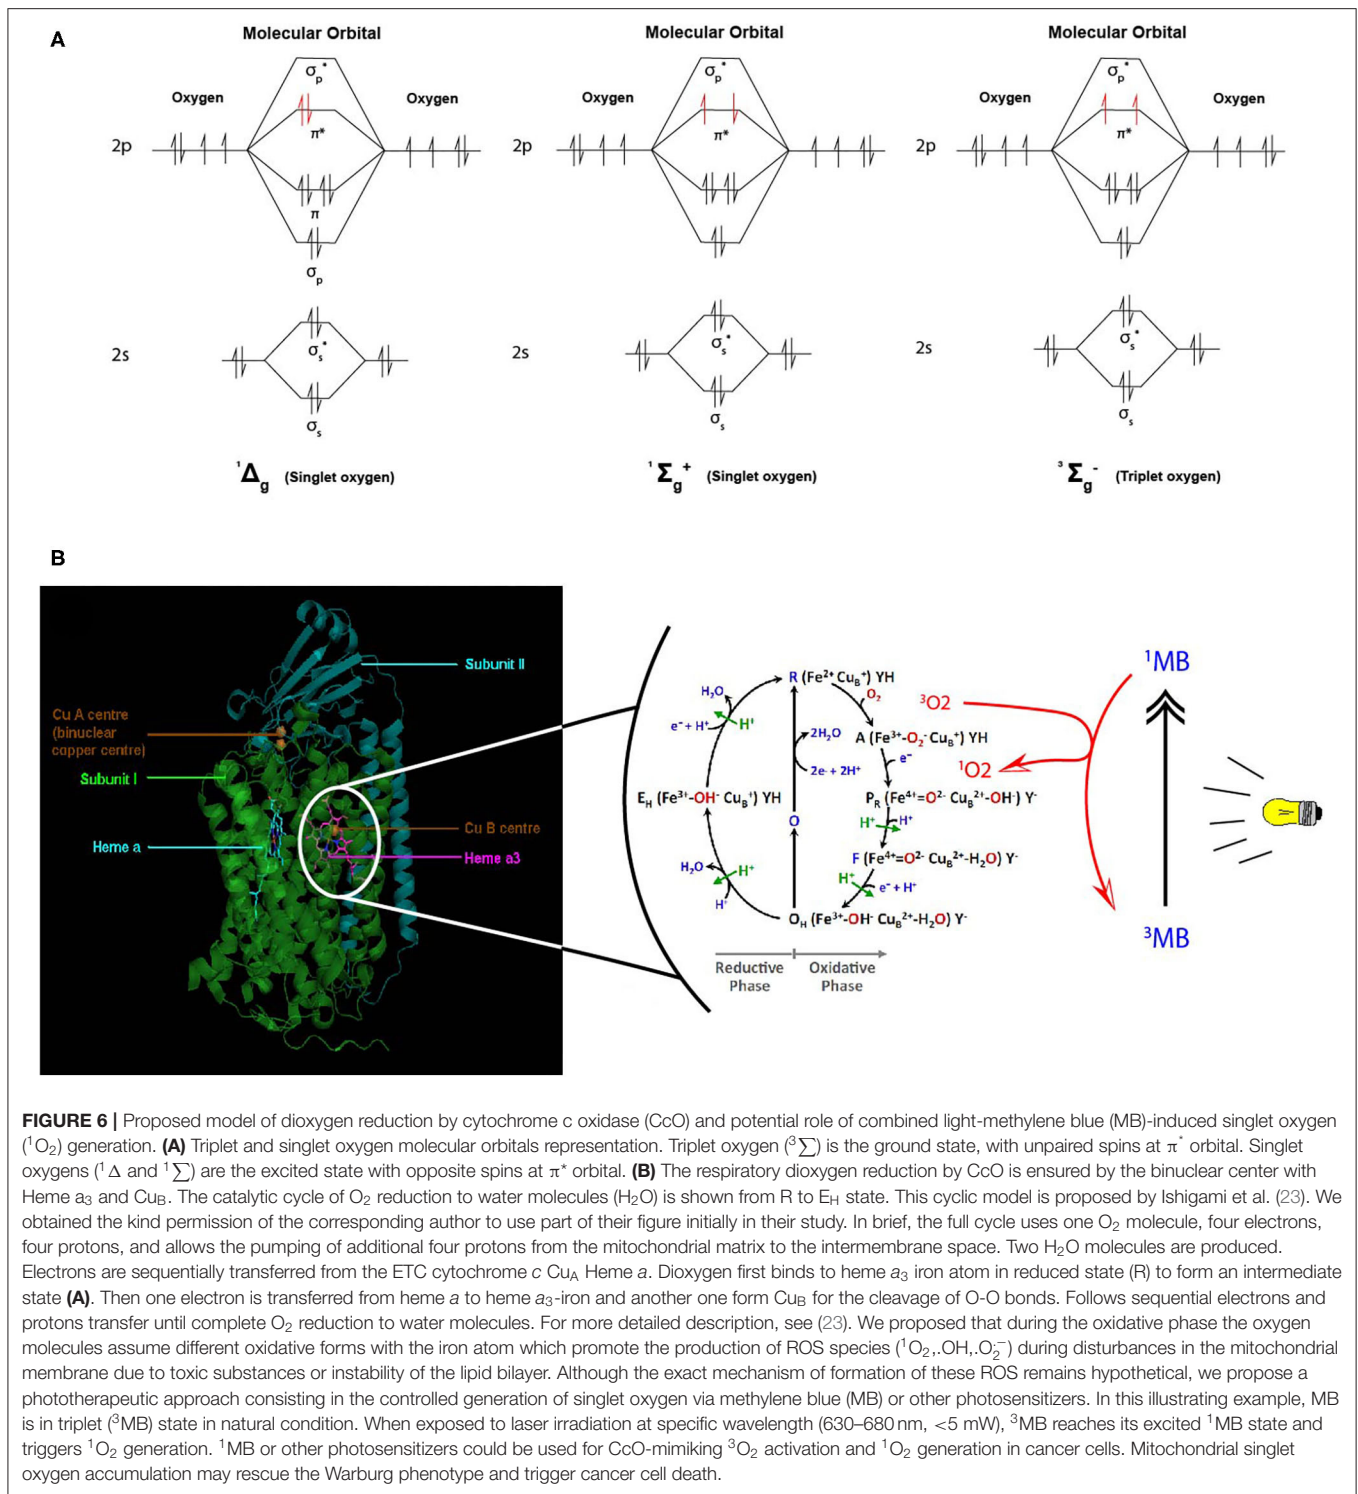 A
Molecular Orbital
Molecular Orbital
Molecular Orbital
σp*
σp*
σp*
Oxygen
Oxygen
Oxygen
Oxygen
Oxygen
π*
π*
π*
2p
2p
2p
π
σp
2s
2s
2s
σs*
σs*
σs*
σs
σs
σs
¹Δg (Singlet oxygen)
¹Σg⁺ (Singlet oxygen)
³Σg⁻ (Triplet oxygen)
B
Subunit II
Cu A centre
(binuclear
copper centre)
Subunit I
Heme a
Cu B centre
Heme a3
R (Fe²⁺ CuB⁺) YH
O₂
H₂O
H⁺
e⁻ + H⁺
2H₂O
2e⁻ + 2H⁺
A (Fe³⁺-O₂⁻ CuB⁺) YH
e⁻
EH (Fe³⁺-OH⁻ CuB⁺) YH
PR (Fe⁴⁺=O²⁻ CuB²⁺-OH⁻) Y⁻
O
H⁺
H⁺
F (Fe⁴⁺=O²⁻ CuB²⁺-H₂O) Y⁻
H₂O
H⁺
H⁺
H⁺
e⁻ + H⁺
OH (Fe³⁺-OH⁻ CuB²⁺-H₂O) Y⁻
Reductive
Phase
Oxidative
Phase
³O2
¹O2
¹MB
³MB
FIGURE 6 | Proposed model of dioxygen reduction by cytochrome c oxidase (CcO) and potential role of combined light-methylene blue (MB)-induced singlet oxygen
(¹O₂) generation. (A) Triplet and singlet oxygen molecular orbitals representation. Triplet oxygen (³∑) is the ground state, with unpaired spins at π* orbital. Singlet
oxygens (¹Δ and ¹∑) are the excited state with opposite spins at π* orbital. (B) The respiratory dioxygen reduction by CcO is ensured by the binuclear center with
Heme a₃ and CuB. The catalytic cycle of O₂ reduction to water molecules (H₂O) is shown from R to EH state. This cyclic model is proposed by Ishigami et al. (23). We
obtained the kind permission of the corresponding author to use part of their figure initially in their study. In brief, the full cycle uses one O₂ molecule, four electrons,
four protons, and allows the pumping of additional four protons from the mitochondrial matrix to the intermembrane space. Two H₂O molecules are produced.
Electrons are sequentially transferred from the ETC cytochrome c CuA Heme a. Dioxygen first binds to heme a₃ iron atom in reduced state (R) to form an intermediate
state (A). Then one electron is transferred from heme a to heme a₃-iron and another one form CuB for the cleavage of O-O bonds. Follows sequential electrons and
protons transfer until complete O₂ reduction to water molecules. For more detailed description, see (23). We proposed that during the oxidative phase the oxygen
molecules assume different oxidative forms with the iron atom which promote the production of ROS species (¹O₂,.OH,.O₂⁻) during disturbances in the mitochondrial
membrane due to toxic substances or instability of the lipid bilayer. Although the exact mechanism of formation of these ROS remains hypothetical, we propose a
phototherapeutic approach consisting in the controlled generation of singlet oxygen via methylene blue (MB) or other photosensitizers. In this illustrating example, MB
is in triplet (³MB) state in natural condition. When exposed to laser irradiation at specific wavelength (630–680 nm, <5 mW), ³MB reaches its excited ¹MB state and
triggers ¹O₂ generation. ¹MB or other photosensitizers could be used for CcO-mimiking ³O₂ activation and ¹O₂ generation in cancer cells. Mitochondrial singlet
oxygen accumulation may rescue the Warburg phenotype and trigger cancer cell death.